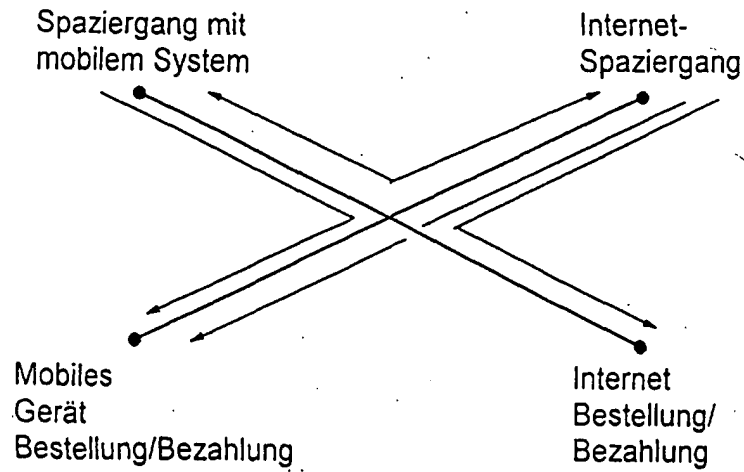 Spaziergang mit
mobilem System
Internet-
Spaziergang
Mobiles
Gerät
Bestellung/Bezahlung
Internet
Bestellung/
Bezahlung